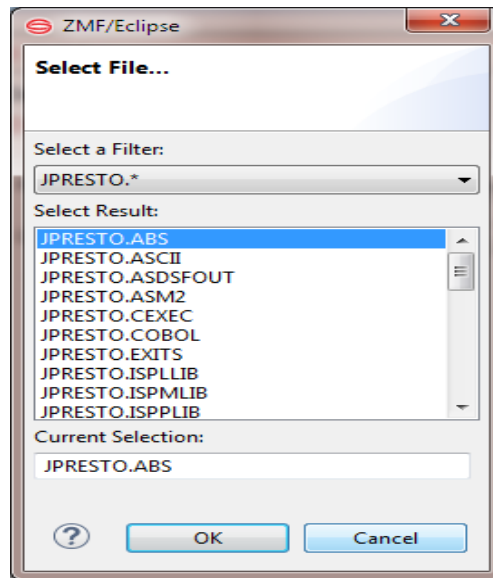 ZMF/Eclipse
Select File...
Select a Filter:
JPRESTO.*
Select Result:
JPRESTO.ABS
JPRESTO.ASCII
JPRESTO.ASDSFOUT
JPRESTO.ASM2
JPRESTO.CEXEC
JPRESTO.COBOL
JPRESTO.EXITS
JPRESTO.ISPLLIB
JPRESTO.ISPMLIB
JPRESTO.ISPPLIB
Current Selection:
JPRESTO.ABS
? OK Cancel